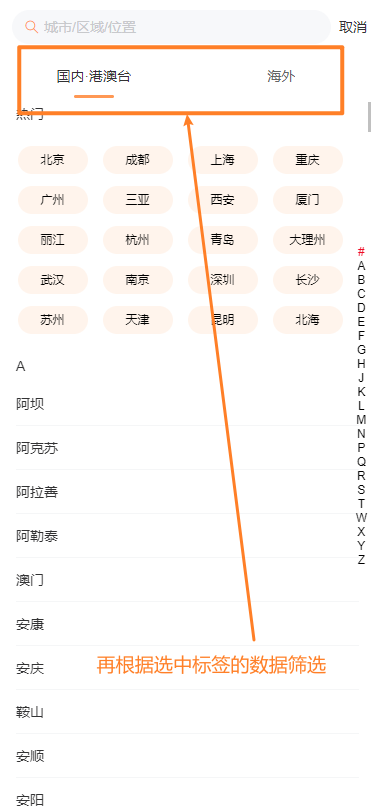 城市/区域/位置 取消
国内·港澳台 海外
热门
北京 成都 上海 重庆
广州 三亚 西安 厦门
丽江 杭州 青岛 大理州
武汉 南京 深圳 长沙
苏州 天津 昆明 北海
#
A
B
C
D
E
F
G
H
J
K
L
M
N
P
Q
R
S
T
W
X
Y
Z
A
阿坝
阿克苏
阿拉善
阿勒泰
澳门
安康
安庆
再根据选中标签的数据筛选
鞍山
安顺
安阳